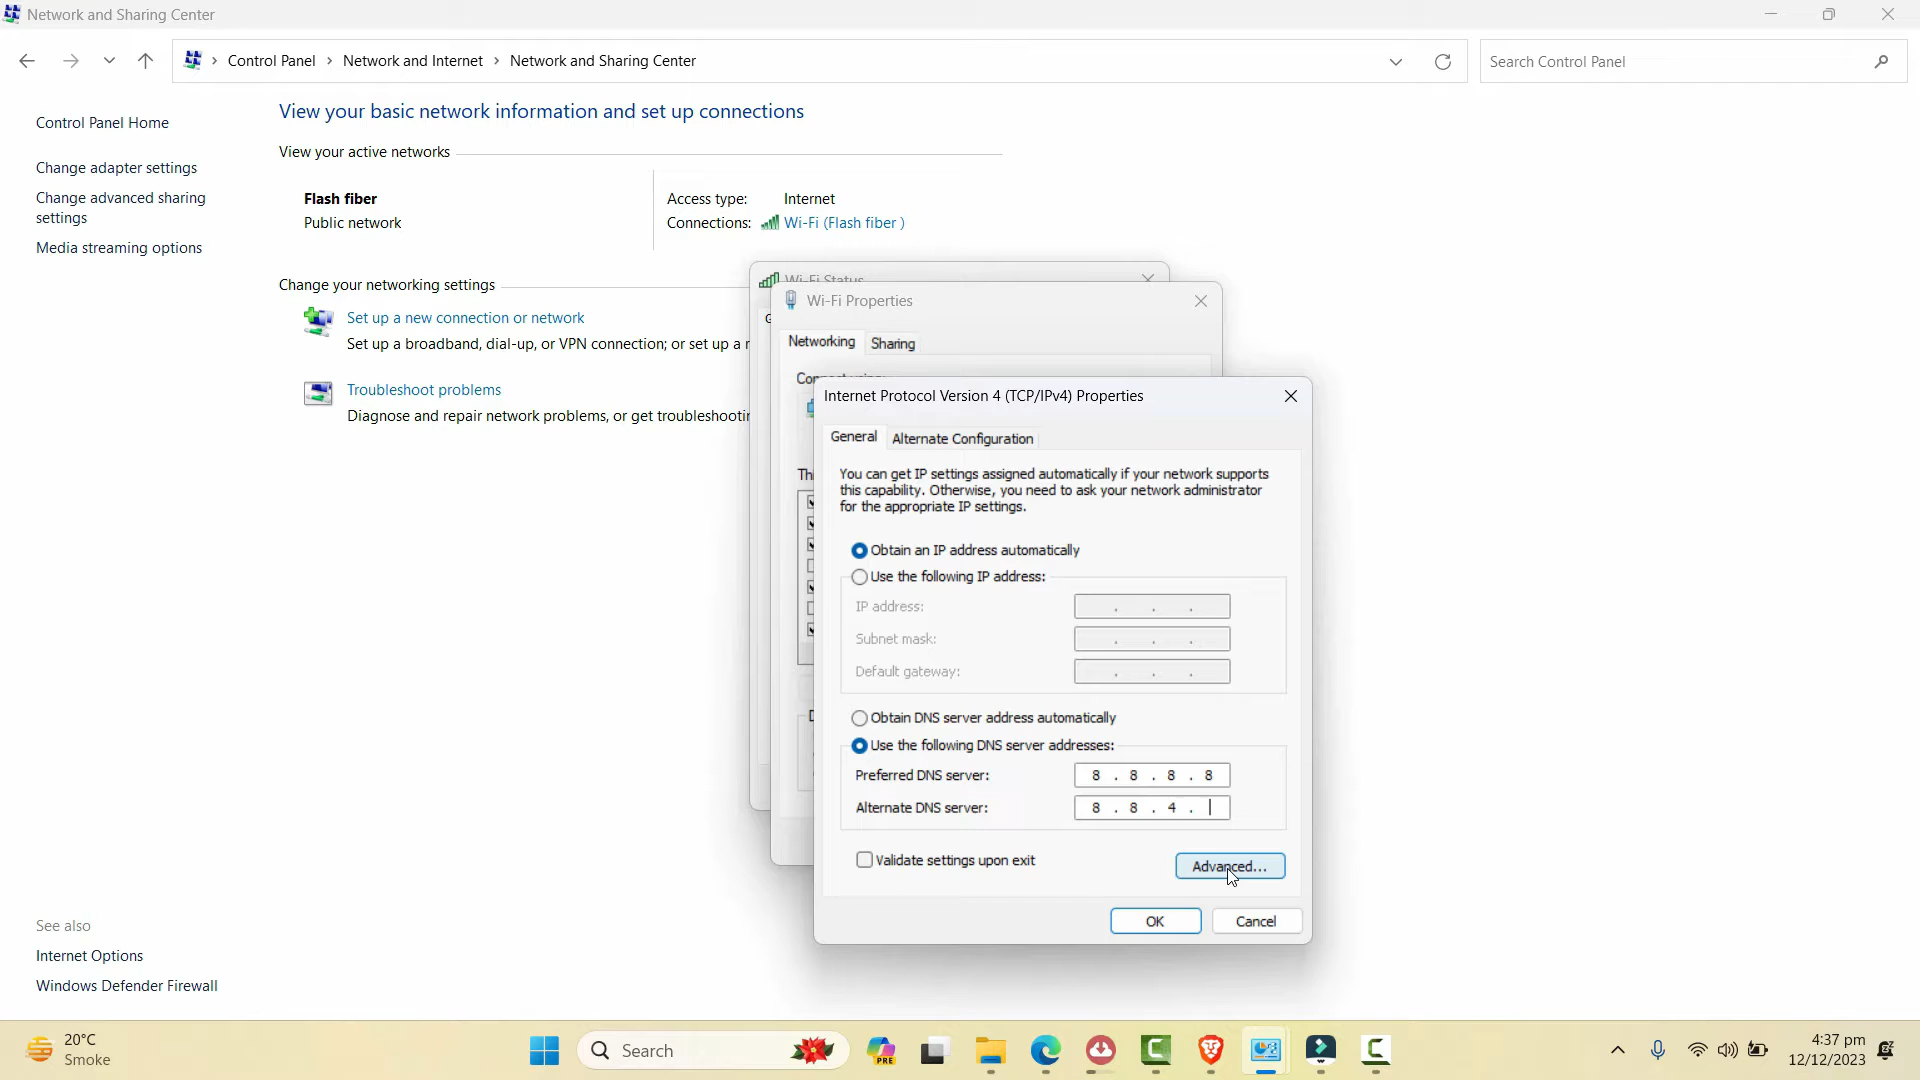 Network and Sharing Center
Control Panel > Network and Internet > Network and Sharing Center
Search Control Panel
Control Panel Home
Change adapter settings
Change advanced sharing
settings
Media streaming options
View your basic network information and set up connections
View your active networks
Flash fiber
Public network
Access type: Internet
Connections: Wi-Fi (Flash fiber )
Change your networking settings
Set up a new connection or network
Set up a broadband, dial-up, or VPN connection; or set up a
Troubleshoot problems
Diagnose and repair network problems, or get
Wi-Fi Status
Wi-Fi Properties
Networking Sharing
Internet Protocol Version 4 (TCP/IPv4) Properties
General Alternate Configuration
You can get IP settings assigned automatically if your network supports
this capability. Otherwise, you need to ask your network administrator
for the appropriate IP settings.
Obtain an IP address automatically
Use the following IP address:
IP address: . . .
Subnet mask: . . .
Default gateway: . . .
Obtain DNS server address automatically
Use the following DNS server addresses:
Preferred DNS server: 8 . 8 . 8 . 8
Alternate DNS server: 8 . 8 . 4 .
Validate settings upon exit
Advanced...
OK Cancel
See also
Internet Options
Windows Defender Firewall
20°C
Smoke
Search
PRE
4:37 pm
12/12/2023